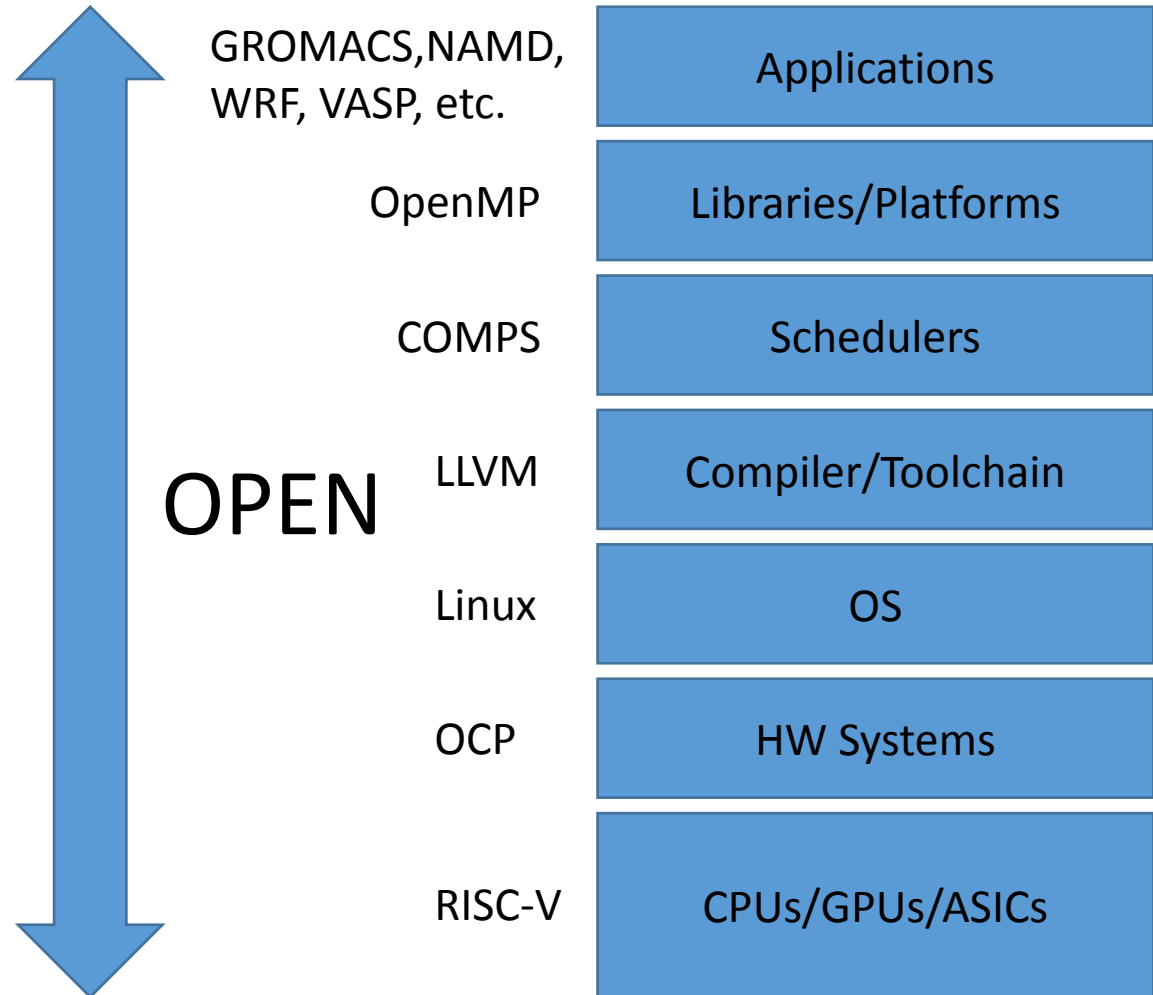 GROMACS,NAMD,
WRF, VASP, etc.
Applications
OpenMP
Libraries/Platforms
COMPS
Schedulers
OPEN
LLVM
Compiler/Toolchain
Linux
OS
OCP
HW Systems
RISC-V
CPUs/GPUs/ASICs